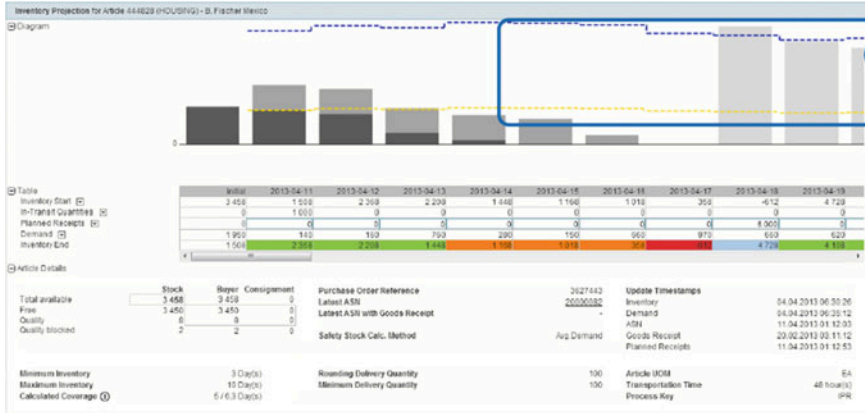 Inventory Projection for Article 444828 (HOUSING) - B. Fischer Mexico
Diagram
0
Table Initial 2013-04-11 2013-04-12 2013-04-13 2013-04-14 2013-04-15 2013-04-16 2013-04-17 2013-04-18 2013-04-19
Inventory Start 3 458 1 508 2 368 2 208 1 448 1 168 1 018 358 -612 4 728
In-Transit Quantities 0 1 000 0 0 0 0 0 0 0 0
Planned Receipts 0 0 0 0 0 0 0 0 6 000 0
Demand 1 950 140 160 760 280 150 660 970 660 620
Inventory End 1 508 2 368 2 208 1 448 1 168 1 018 358 -612 4 728 4 108
Article Details
Stock Buyer Consignment
Total available 3 458 3 458 0
Free 3 450 3 450 0
Quality 0
Quality blocked 2 2 0
Purchase Order Reference 3627443
Latest ASN 20000082
Latest ASN with Goods Receipt -
Safety Stock Calc. Method Avg.Demand
Update Timestamps
Inventory 04.04.2013 06:30:26
Demand 04.04.2013 06:35:12
ASN 11.04.2013 01:12:03
Goods Receipt 20.02.2013 03:11:12
Planned Receipts 11.04.2013 01:12:53
Minimum Inventory 3 Day(s)
Maximum Inventory 10 Day(s)
Calculated Coverage 5 / 6.3 Day(s)
Rounding Delivery Quantity 100
Minimum Delivery Quantity 100
Article UOM EA
Transportation Time 48 hour(s)
Process Key IPR